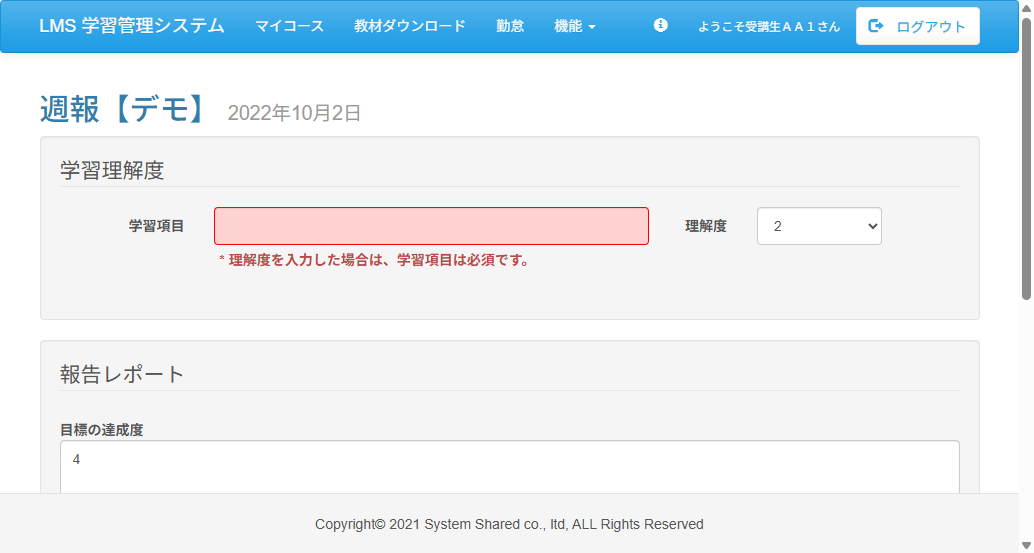 LMS 学習管理システム マイコース 教材ダウンロード 勤怠 機能 ようこそ受講生ＡＡ１さん ログアウト
週報【デモ】 2022年10月2日
学習理解度
学習項目 理解度 2
* 理解度を入力した場合は、学習項目は必須です。
報告レポート
目標の達成度
4
Copyright© 2021 System Shared co., ltd, ALL Rights Reserved